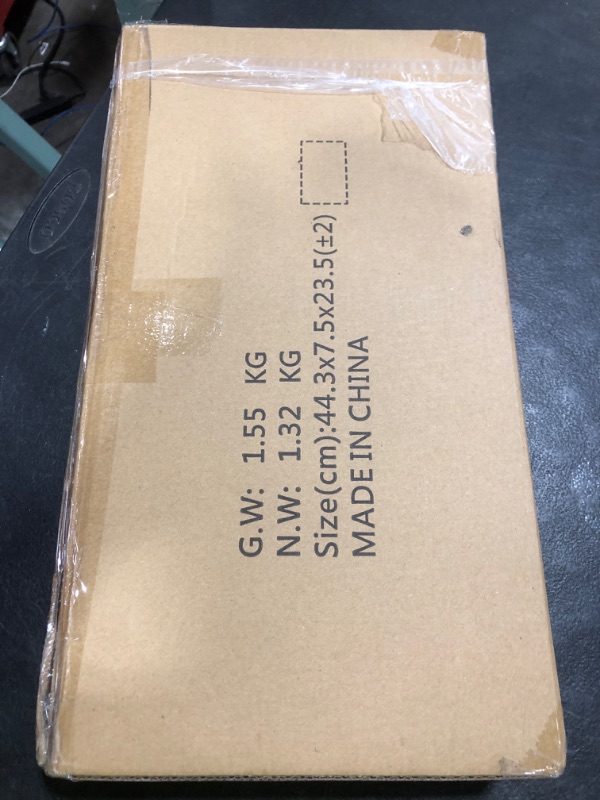 G.W: 1.55 KG
N.W: 1.32 KG
Size(cm):44.3x7.5x23.5(±2)
MADE IN CHINA